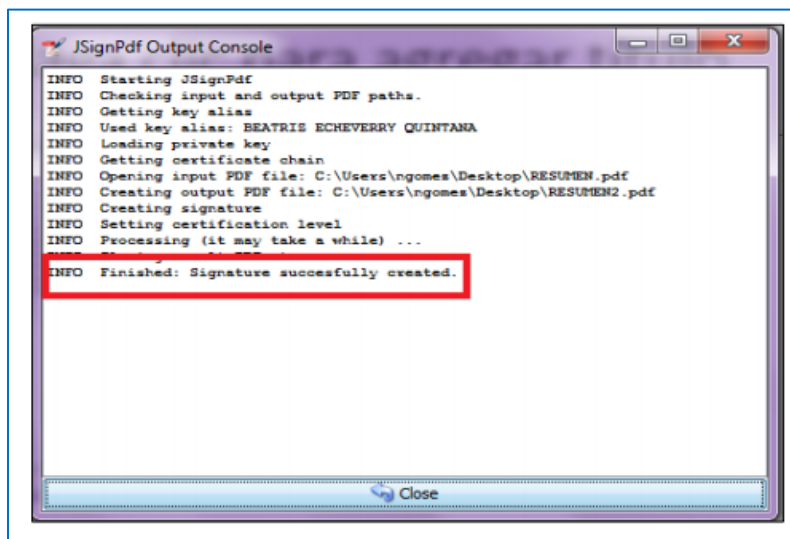 JSignPdf Output Console
INFO Starting JSignPdf
INFO Checking input and output PDF paths.
INFO Getting key alias
INFO Used key alias: BEATRIS ECHEVERRY QUINTANA
INFO Loading private key
INFO Getting certificate chain
INFO Opening input PDF file: C:\Users\ngomes\Desktop\RESUMEN.pdf
INFO Creating output PDF file: C:\Users\ngomes\Desktop\RESUMEN2.pdf
INFO Creating signature
INFO Setting certification level
INFO Processing (it may take a while) ...
INFO Finished: Signature succesfully created.
Close